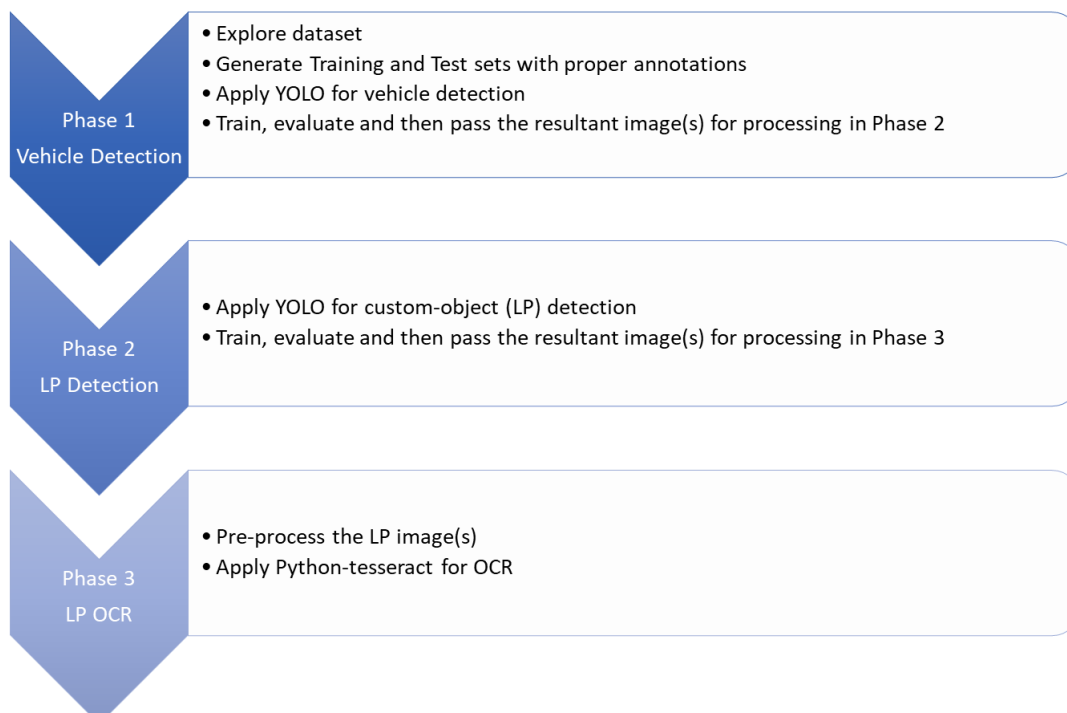 Phase 1
Vehicle Detection
• Explore dataset
• Generate Training and Test sets with proper annotations
• Apply YOLO for vehicle detection
• Train, evaluate and then pass the resultant image(s) for processing in Phase 2
Phase 2
LP Detection
• Apply YOLO for custom-object (LP) detection
• Train, evaluate and then pass the resultant image(s) for processing in Phase 3
Phase 3
LP OCR
• Pre-process the LP image(s)
• Apply Python-tesseract for OCR